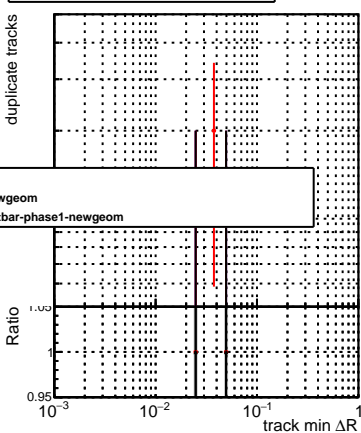 duplicate tracks
wgeom
tbar-phase1-newgeom
1.05
Ratio
1
0.95
10⁻³
10⁻²
10⁻¹
1
track min ΔR